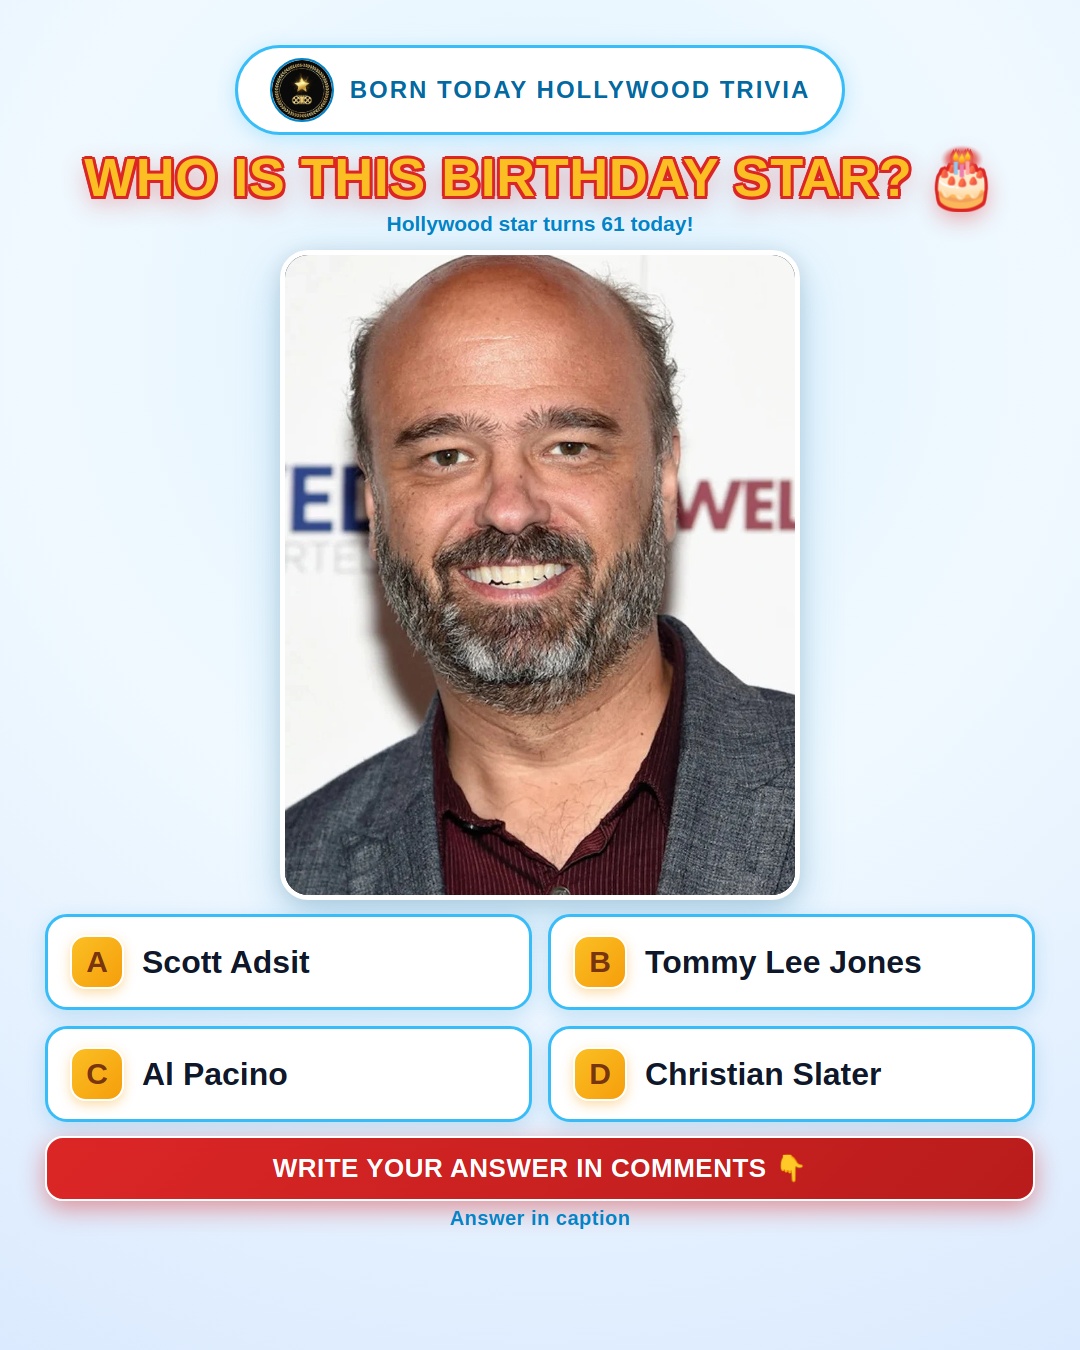 BORN TODAY HOLLYWOOD TRIVIA
WHO IS THIS BIRTHDAY STAR? 🎂
Hollywood star turns 61 today!
WEL
A Scott Adsit
B Tommy Lee Jones
C Al Pacino
D Christian Slater
WRITE YOUR ANSWER IN COMMENTS 👇
Answer in caption